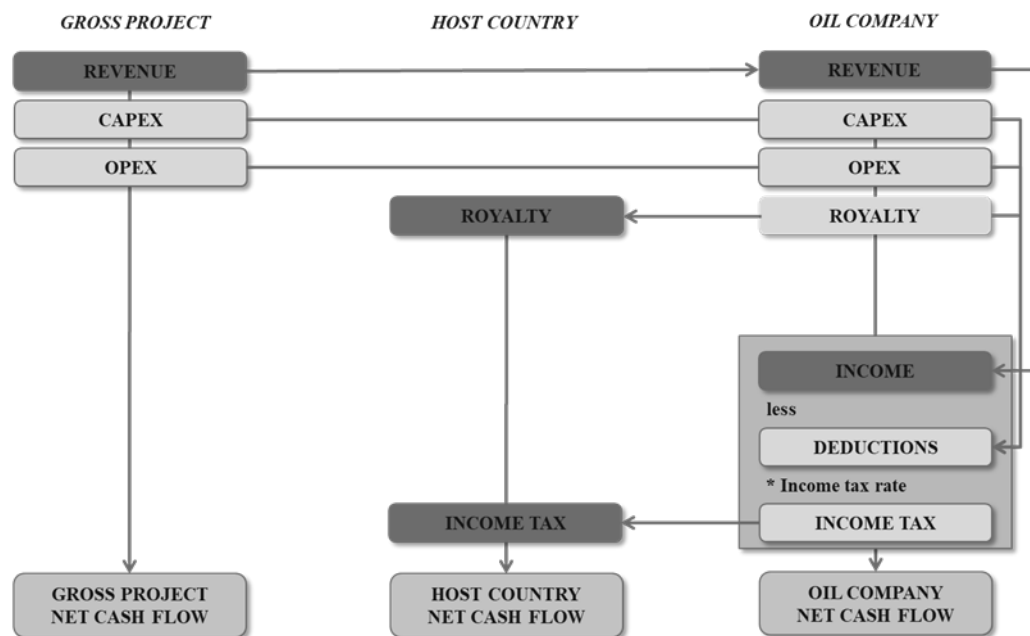 GROSS PROJECT
HOST COUNTRY
OIL COMPANY
REVENUE
REVENUE
CAPEX
CAPEX
OPEX
OPEX
ROYALTY
ROYALTY
INCOME
less
DEDUCTIONS
* Income tax rate
INCOME TAX
INCOME TAX
GROSS PROJECT
NET CASH FLOW
HOST COUNTRY
NET CASH FLOW
OIL COMPANY
NET CASH FLOW